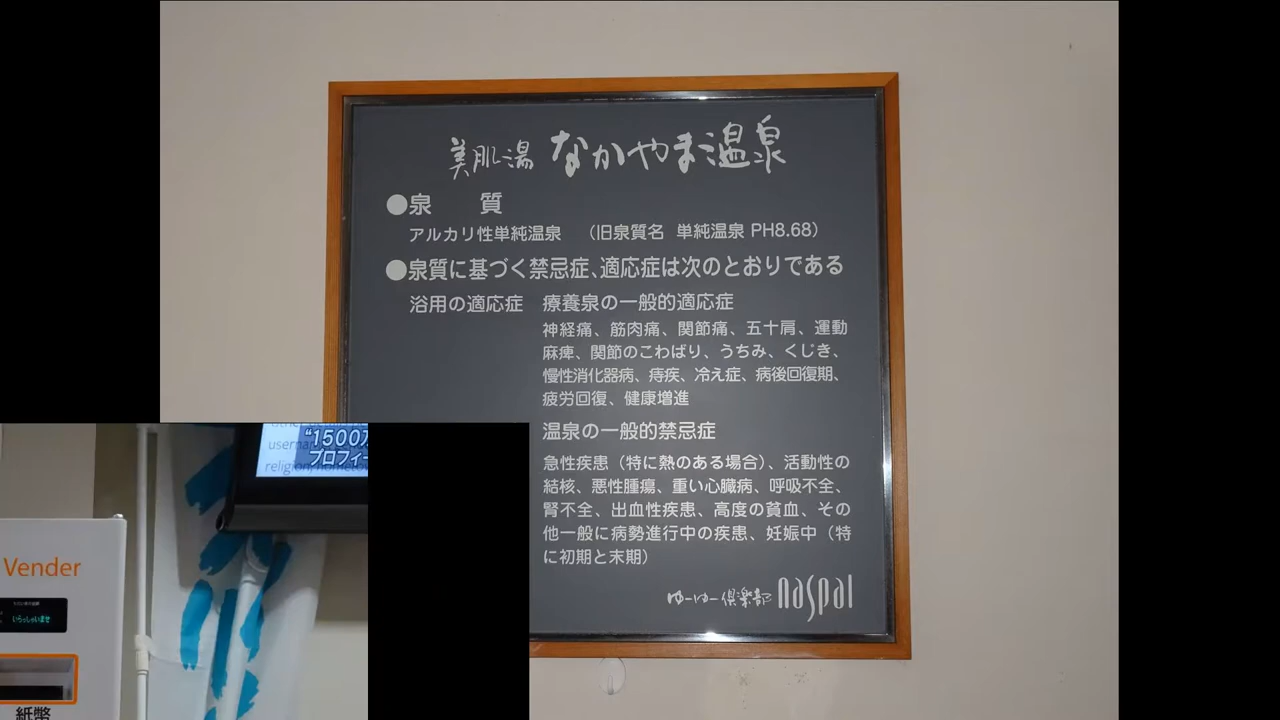 美肌湯 なかやま温泉
●泉 質
アルカリ性単純温泉 (旧泉質名 単純温泉 PH8.68)
●泉質に基づく禁忌症、適応症は次のとおりである
浴用の適応症 療養泉の一般的適応症
神経痛、筋肉痛、関節痛、五十肩、運動
麻痺、関節のこわばり、うちみ、くじき、
慢性消化器病、痔疾、冷え症、病後回復期、
疲労回復、健康増進
温泉の一般的禁忌症
急性疾患(特に熱のある場合)、活動性の
結核、悪性腫瘍、重い心臓病、呼吸不全、
腎不全、出血性疾患、高度の貧血、その
他一般に病勢進行中の疾患、妊娠中(特
に初期と末期)
ゆーゆー倶楽部 naspal
"1500万
プロフィー
usern
religion, homet
Vender
いらっしゃいませ
紙幣